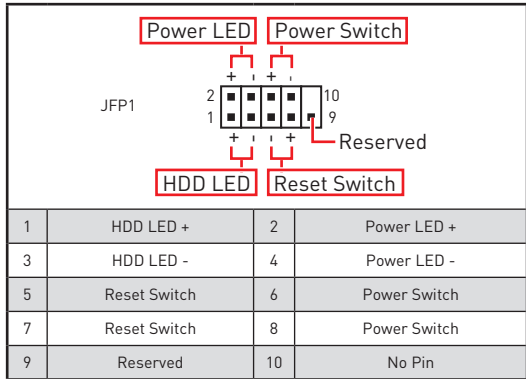 Power LED Power Switch
+ - + -
JFP1
2 10
1 9
+ - - +
Reserved
HDD LED Reset Switch
1 HDD LED + 2 Power LED +
3 HDD LED - 4 Power LED -
5 Reset Switch 6 Power Switch
7 Reset Switch 8 Power Switch
9 Reserved 10 No Pin